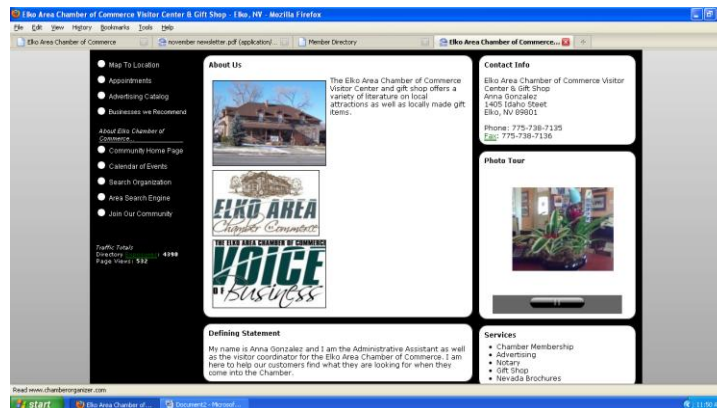 Elko Area Chamber of Commerce Visitor Center & Gift Shop - Elko, NV - Mozilla Firefox
File Edit View History Bookmarks Tools Help
Elko Area Chamber of Commerce
november newsletter.pdf (application/...
Member Directory
Elko Area Chamber of Commerce...
Map To Location
Appointments
Advertising Catalog
Businesses we Recommend
About Elko Chamber of
Commerce...
Community Home Page
Calendar of Events
Search Organization
Area Search Engine
Join Our Community
Traffic Totals
Directory : 4398
Page Views: 532
About Us
The Elko Area Chamber of Commerce
Visitor Center and gift shop offers a
variety of literature on local
attractions as well as locally made gift
items.
ELKO AREA
Chamber Commerce
THE ELKO AREA CHAMBER OF COMMERCE
VOICE
OF Business
Defining Statement
My name is Anna Gonzalez and I am the Administrative Assistant as well
as the visitor coordinator for the Elko Area Chamber of Commerce. I am
here to help our customers find what they are looking for when they
come into the Chamber.
Contact Info
Elko Area Chamber of Commerce Visitor
Center & Gift Shop
Anna Gonzalez
1405 Idaho Steet
Elko, NV 89801
Phone: 775-738-7135
Fax: 775-738-7136
Photo Tour
Services
Chamber Membership
Advertising
Notary
Gift Shop
Nevada Brochures
Read www.chamberorganizer.com
start
Elko Area Chamber of...
Document2 - Microsof...
11:50